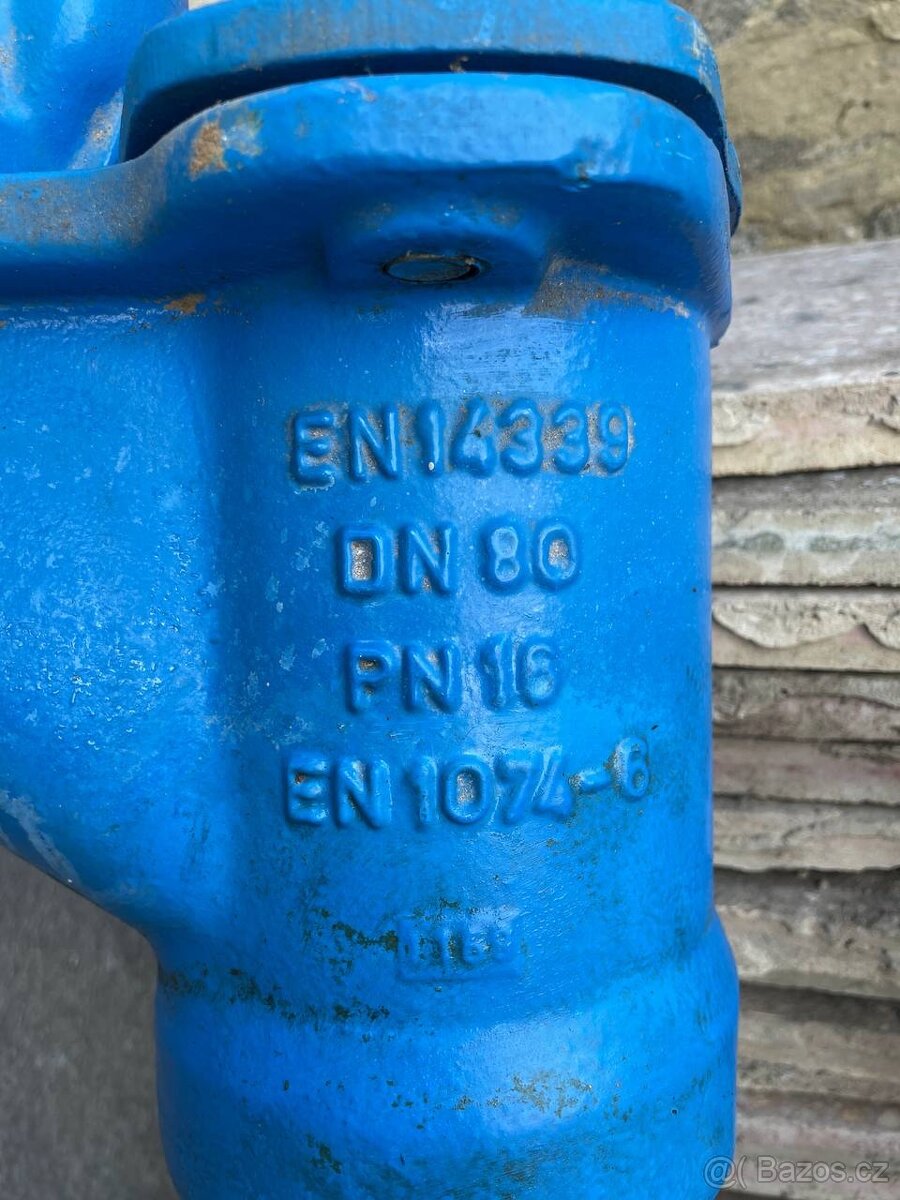 EN 14339
DN 80
PN 16
EN 1074-6
@( Bazos.cz